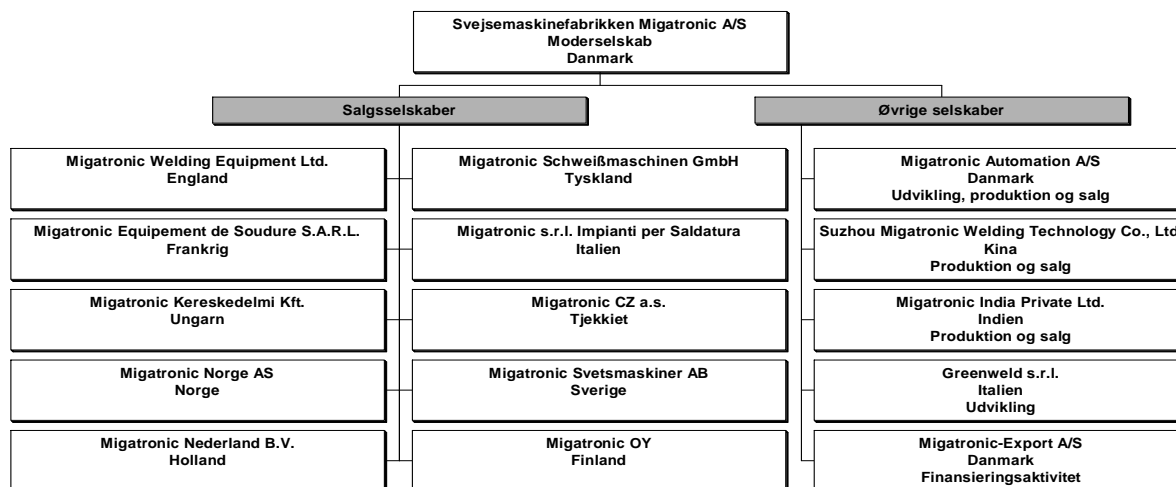 Svejsemaskinefabrikken Migatronic A/S
Moderselskab
Danmark
Salgsselskaber
Øvrige selskaber
Migatronic Welding Equipment Ltd.
England
Migatronic Schweißmaschinen GmbH
Tyskland
Migatronic Automation A/S
Danmark
Udvikling, produktion og salg
Migatronic Equipement de Soudure S.A.R.L.
Frankrig
Migatronic s.r.l. Impianti per Saldatura
Italien
Suzhou Migatronic Welding Technology Co., Ltd
Kina
Produktion og salg
Migatronic Kereskedelmi Kft.
Ungarn
Migatronic CZ a.s.
Tjekkiet
Migatronic India Private Ltd.
Indien
Produktion og salg
Migatronic Norge AS
Norge
Migatronic Svetsmaskiner AB
Sverige
Greenweld s.r.l.
Italien
Udvikling
Migatronic Nederland B.V.
Holland
Migatronic OY
Finland
Migatronic-Export A/S
Danmark
Finansieringsaktivitet